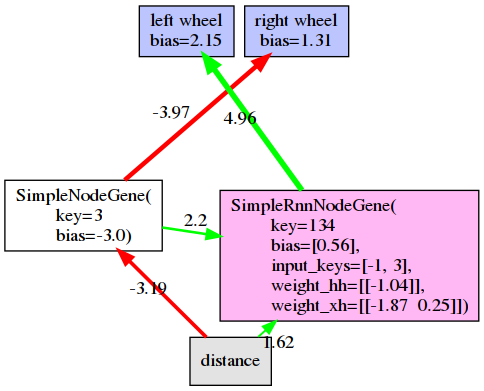 left wheel
bias=2.15
right wheel
bias=1.31
-3.97
4.96
SimpleNodeGene(
key=3
bias=-3.0)
2.2
SimpleRnnNodeGene(
key=134
bias=[0.56],
input_keys=[-1, 3],
weight_hh=[[-1.04]],
weight_xh=[[-1.87  0.25]])
-3.19
1.62
distance